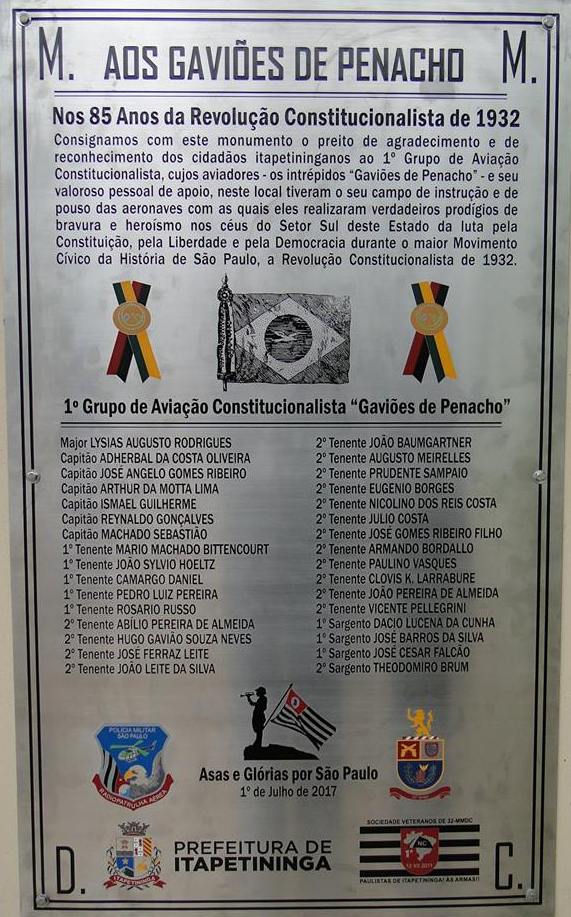 M. AOS GAVIÕES DE PENACHO M.
Nos 85 Anos da Revolução Constitucionalista de 1932
Consignamos com este monumento o preito de agradecimento e de
reconhecimento dos cidadãos itapetininganos ao 1º Grupo de Aviação
Constitucionalista, cujos aviadores - os intrépidos “Gaviões de Penacho” - e seu
valoroso pessoal de apoio, neste local tiveram o seu campo de instrução e de
pouso das aeronaves com as quais eles realizaram verdadeiros prodígios de
bravura e heroísmo nos céus do Setor Sul deste Estado da luta pela
Constituição, pela Liberdade e pela Democracia durante o maior Movimento
Cívico da História de São Paulo, a Revolução Constitucionalista de 1932.
1º Grupo de Aviação Constitucionalista “Gaviões de Penacho”
Major LYSIAS AUGUSTO RODRIGUES
Capitão ADHERBAL DA COSTA OLIVEIRA
Capitão JOSÉ ANGELO GOMES RIBEIRO
Capitão ARTHUR DA MOTTA LIMA
Capitão ISMAEL GUILHERME
Capitão REYNALDO GONÇALVES
Capitão MACHADO SEBASTIÃO
1º Tenente MARIO MACHADO BITTENCOURT
1º Tenente JOÃO SYLVIO HOELTZ
1º Tenente CAMARGO DANIEL
1º Tenente PEDRO LUIZ PEREIRA
1º Tenente ROSARIO RUSSO
2º Tenente ABÍLIO PEREIRA DE ALMEIDA
2º Tenente HUGO GAVIÃO SOUZA NEVES
2º Tenente JOSÉ FERRAZ LEITE
2º Tenente JOÃO LEITE DA SILVA
2º Tenente JOÃO BAUMGARTNER
2º Tenente AUGUSTO MEIRELLES
2º Tenente PRUDENTE SAMPAIO
2º Tenente EUGENIO BORGES
2º Tenente NICOLINO DOS REIS COSTA
2º Tenente JULIO COSTA
2º Tenente JOSÉ GOMES RIBEIRO FILHO
2º Tenente ARMANDO BORDALLO
2º Tenente PAULINO VASQUES
2º Tenente CLOVIS K. LARRABURE
2º Tenente JOÃO PEREIRA DE ALMEIDA
2º Tenente VICENTE PELLEGRINI
1º Sargento DACIO LUCENA DA CUNHA
1º Sargento JOSÉ BARROS DA SILVA
1º Sargento JOSÉ CESAR FALCÃO
2º Sargento THEODOMIRO BRUM
POLÍCIA MILITAR
SÃO PAULO
RADIOPATRULHA AÉREA
Asas e Glórias por São Paulo
1º de Julho de 2017
D.
ITAPETININGA
PREFEITURA DE
ITAPETININGA
SOCIEDADE VETERANOS DE 32-MMDC
NC
1º
12 VII 2011
PAULISTAS DE ITAPETININGA! ÀS ARMAS!!
C.